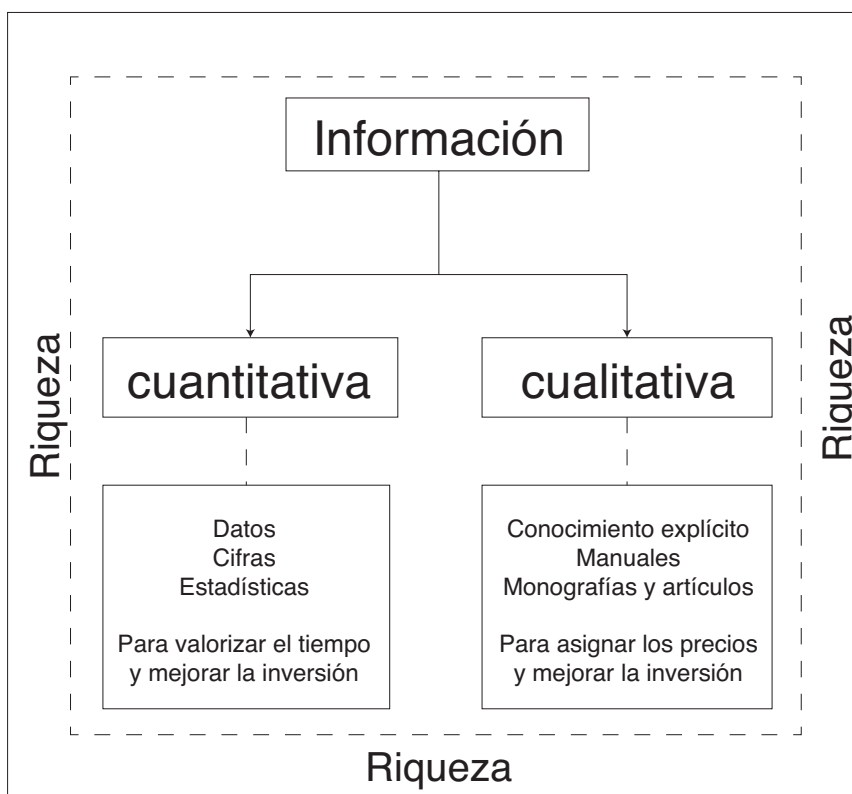 Información
cuantitativa
cualitativa
Datos
Cifras
Estadísticas
Para valorizar el tiempo
y mejorar la inversión
Conocimiento explícito
Manuales
Monografías y artículos
Para asignar los precios
y mejorar la inversión
Riqueza
Riqueza
Riqueza